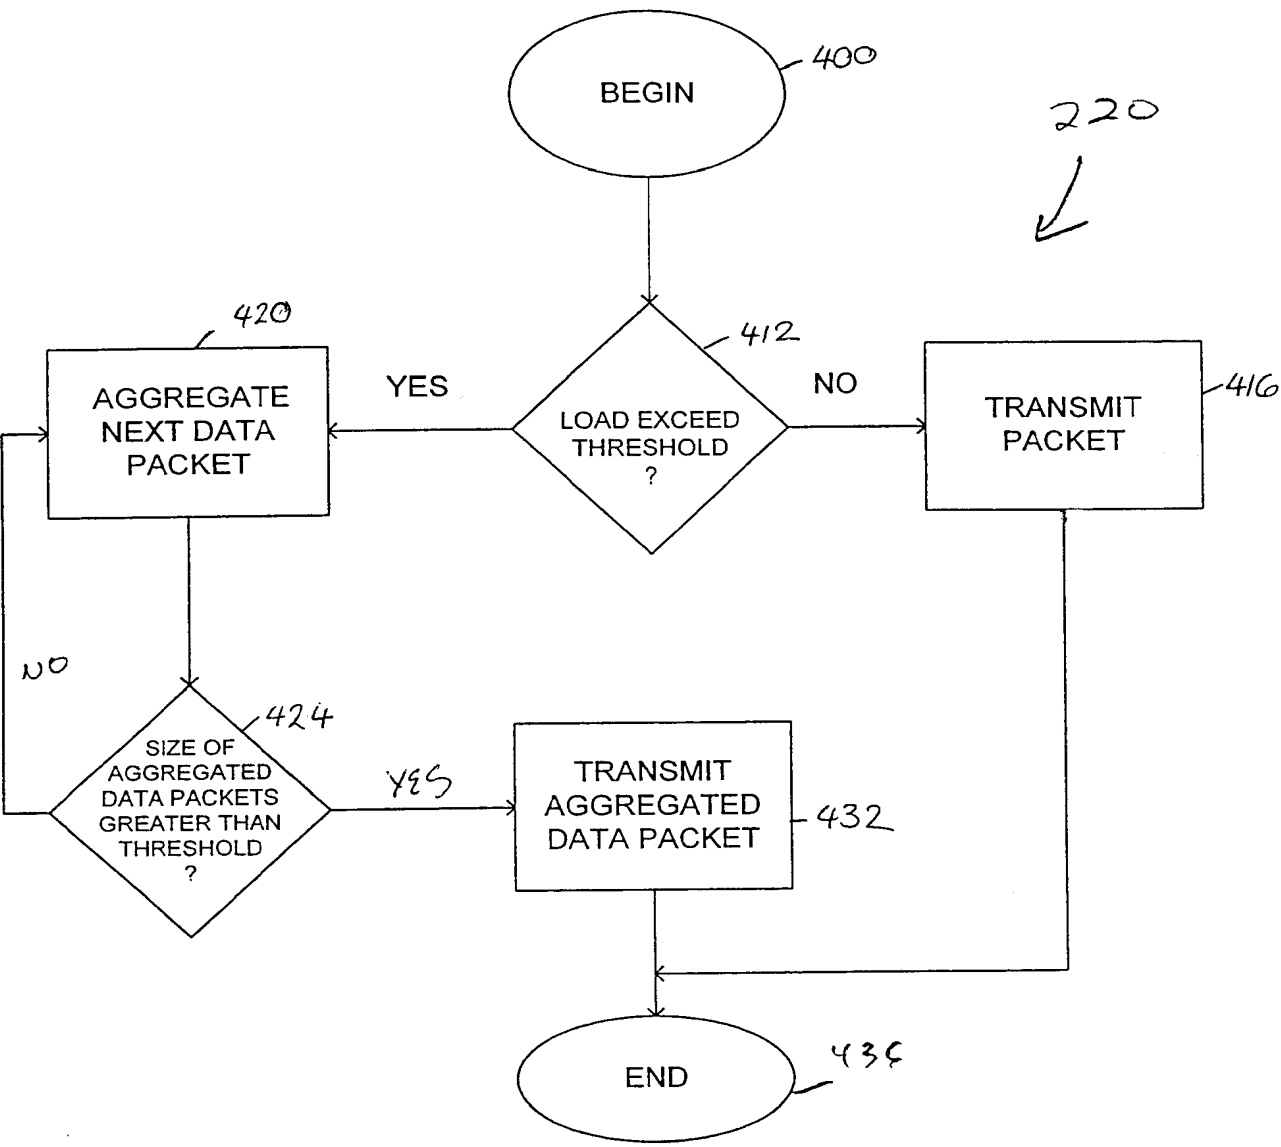 BEGIN
400
220
420
412
416
AGGREGATE
NEXT DATA
PACKET
YES
LOAD EXCEED
THRESHOLD
?
NO
TRANSMIT
PACKET
NO
424
SIZE OF
AGGREGATED
DATA PACKETS
GREATER THAN
THRESHOLD
?
YES
TRANSMIT
AGGREGATED
DATA PACKET
432
END